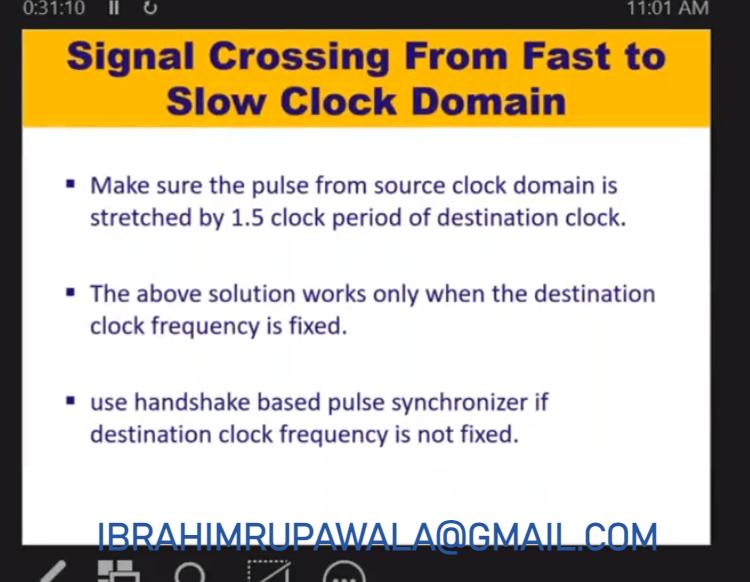 0:31:10
11:01 AM
Signal Crossing From Fast to
Slow Clock Domain
▪ Make sure the pulse from source clock domain is
stretched by 1.5 clock period of destination clock.
▪ The above solution works only when the destination
clock frequency is fixed.
▪ use handshake based pulse synchronizer if
destination clock frequency is not fixed.
IBRAHIMRUPAWALA@GMAIL.COM